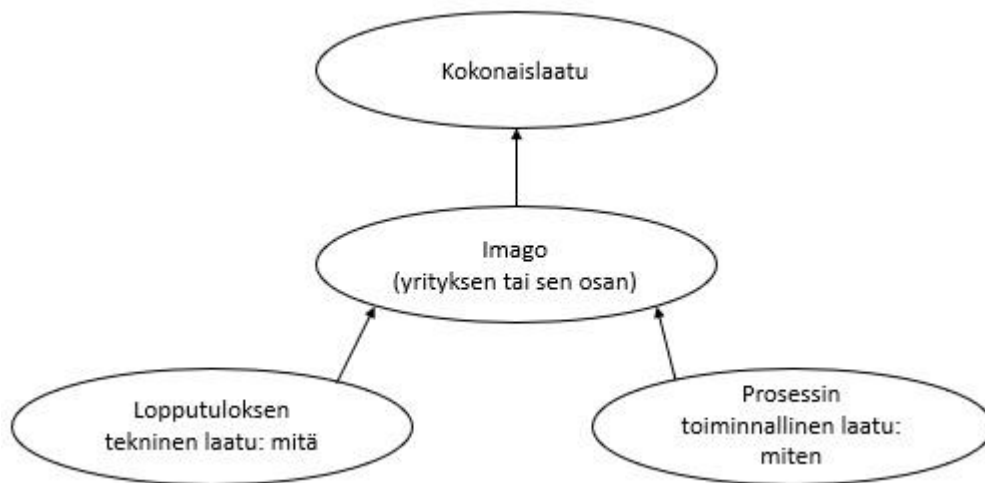 Kokonaislaatu
Imago
(yrityksen tai sen osan)
Lopputuloksen
tekninen laatu: mitä
Prosessin
toiminnallinen laatu:
miten